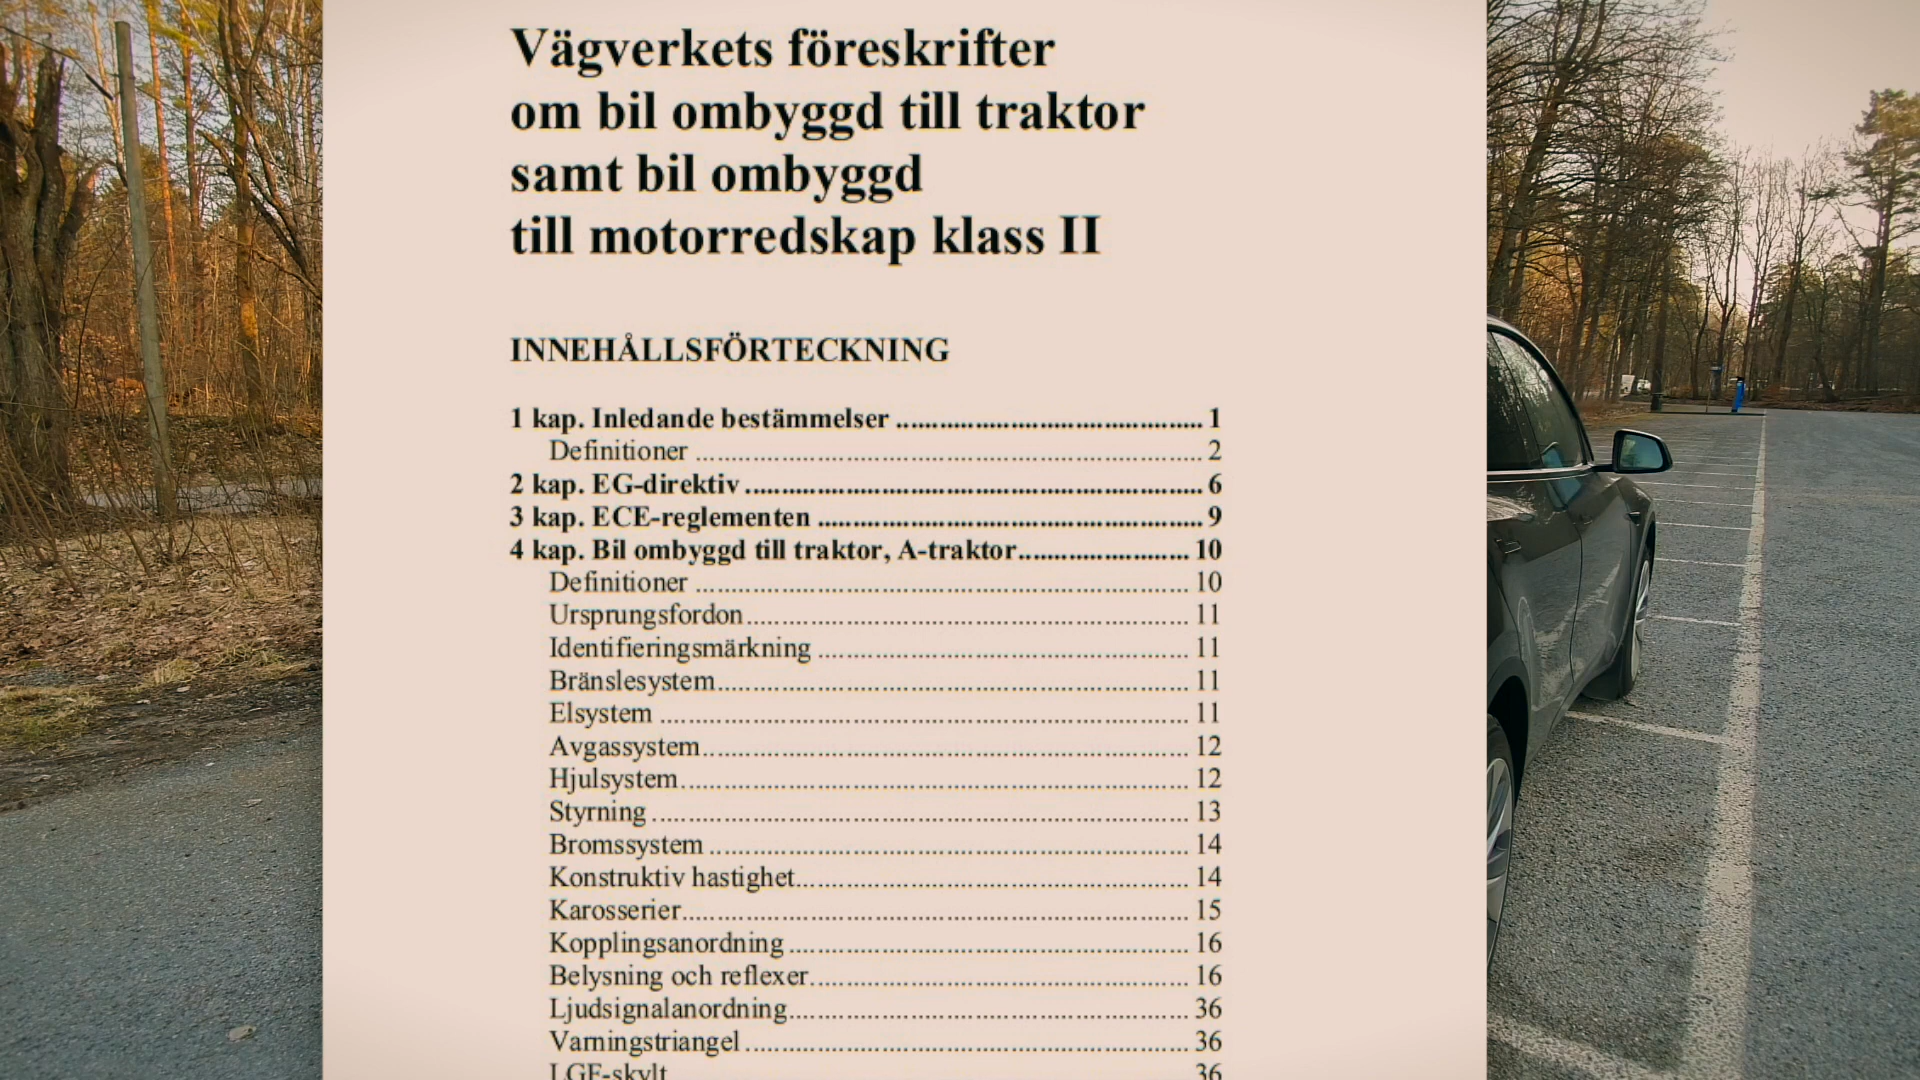 Vägverkets föreskrifter
om bil ombyggd till traktor
samt bil ombyggd
till motorredskap klass II
INNEHÅLLSFÖRTECKNING
1 kap. Inledande bestämmelser ........................................... 1
Definitioner ...................................................................... 2
2 kap. EG-direktiv ............................................................... 6
3 kap. ECE-reglementen ..................................................... 9
4 kap. Bil ombyggd till traktor, A-traktor........................ 10
Definitioner .................................................................... 10
Ursprungsfordon ............................................................. 11
Identifieringsmärkning ................................................... 11
Bränslesystem................................................................. 11
Elsystem ......................................................................... 11
Avgassystem................................................................... 12
Hjulsystem...................................................................... 12
Styrning .......................................................................... 13
Bromssystem .................................................................. 14
Konstruktiv hastighet...................................................... 14
Karosserier...................................................................... 15
Kopplingsanordning ....................................................... 16
Belysning och reflexer.................................................... 16
Ljudsignalanordning....................................................... 36
Varningstriangel ............................................................. 36
LGF-skylt ....................................................................... 36